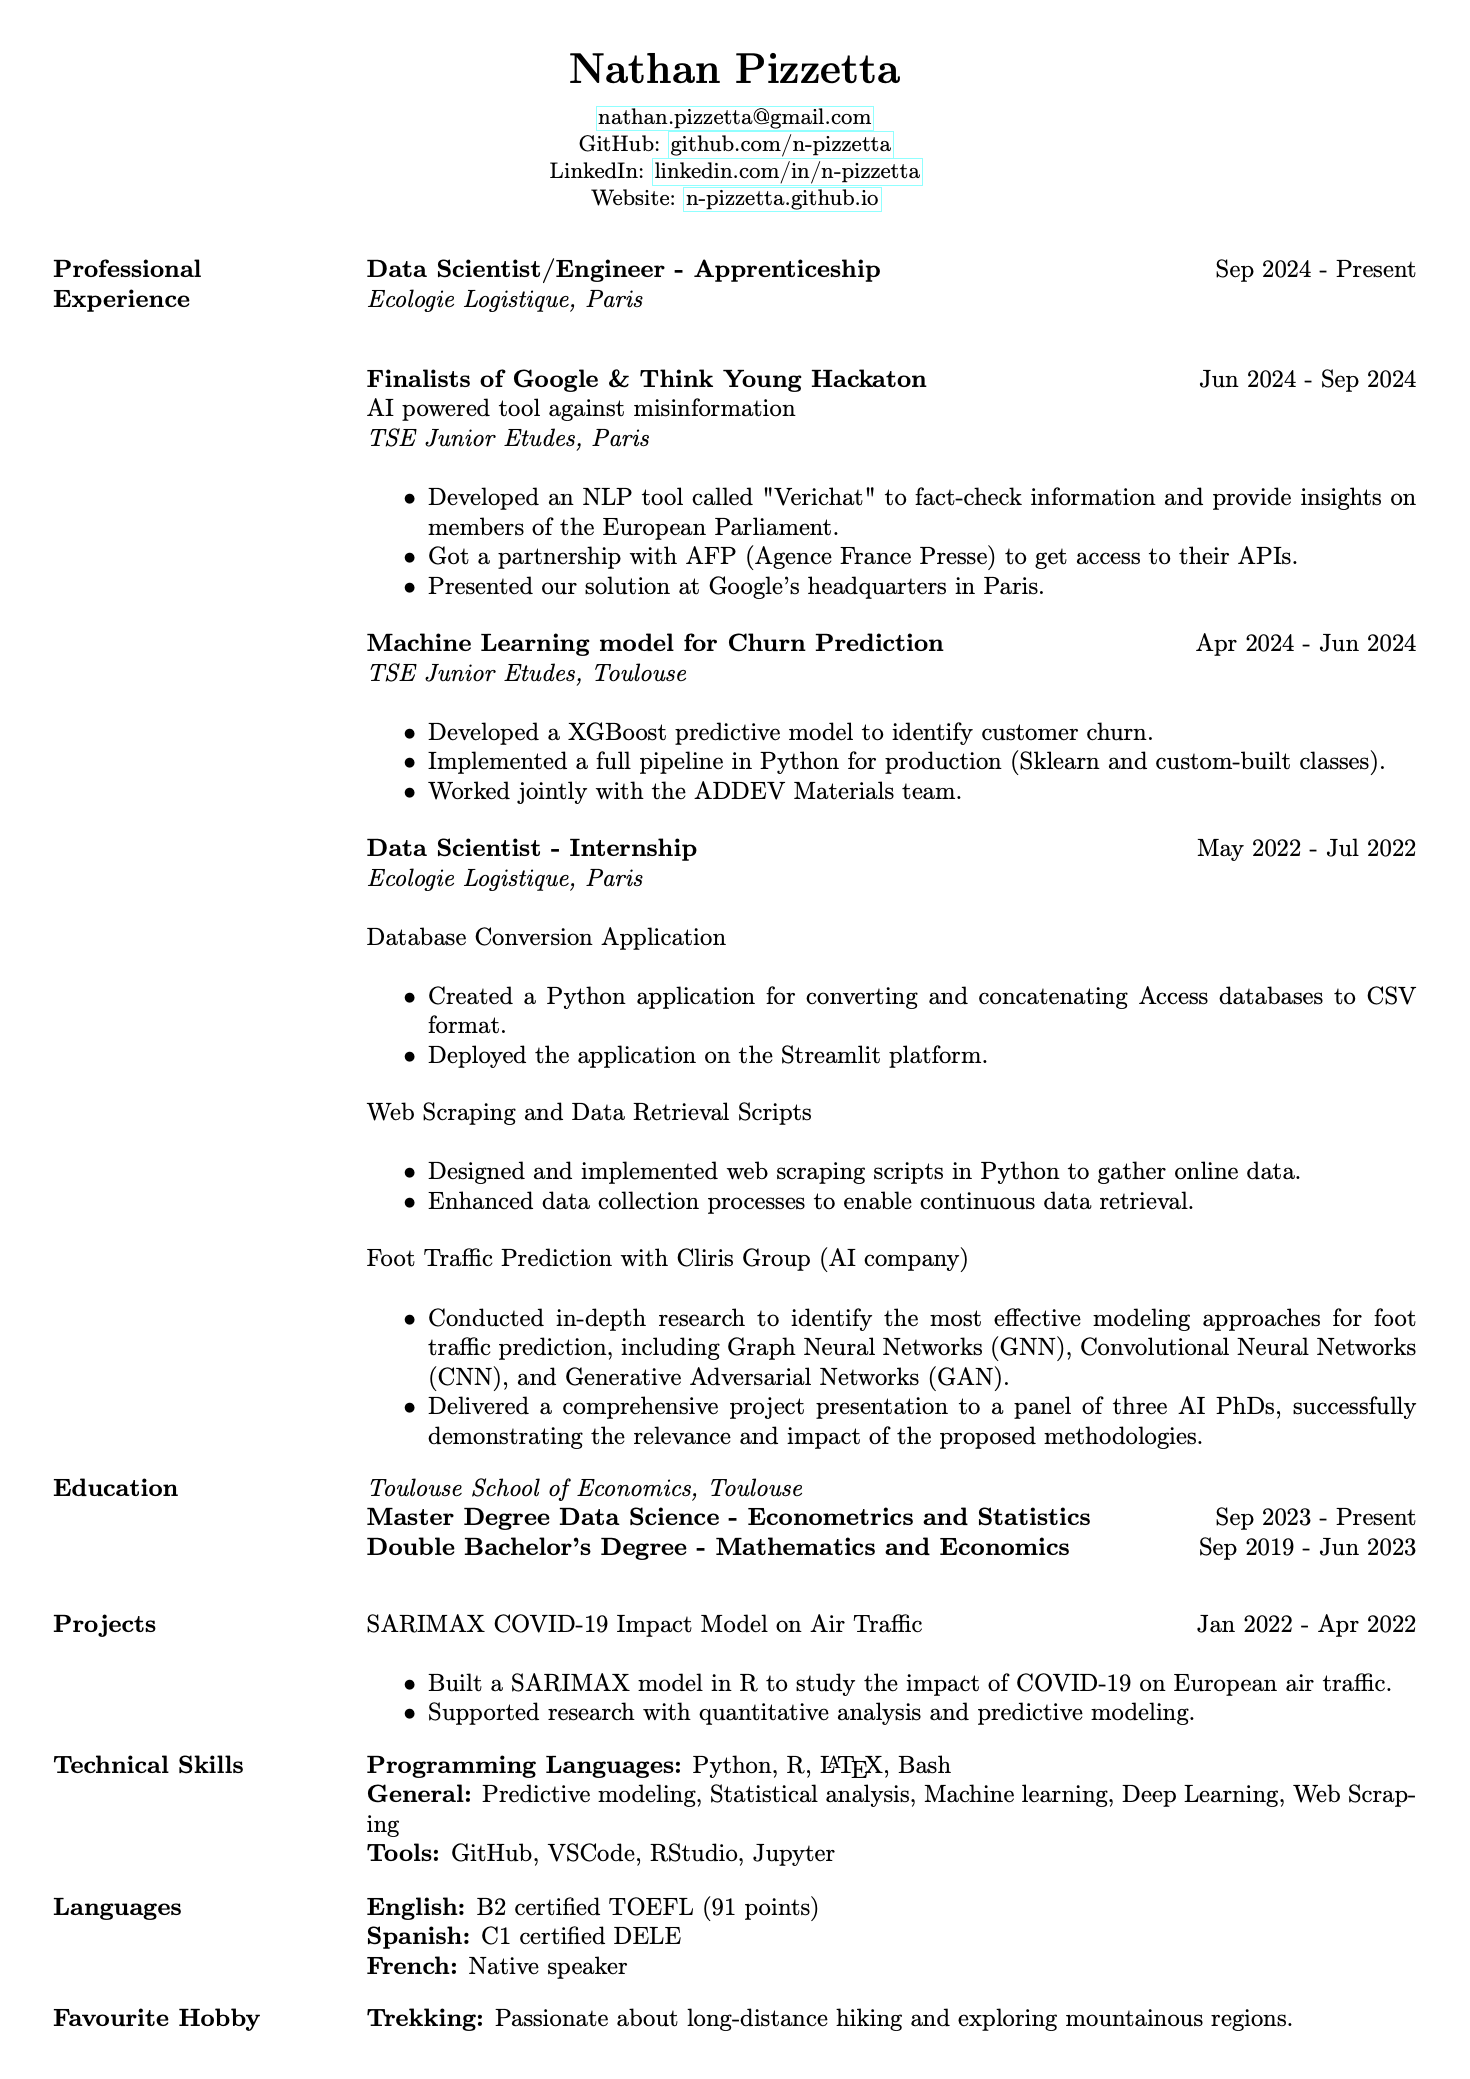 Nathan Pizzetta
nathan.pizzetta@gmail.com
GitHub: github.com/n-pizzetta
LinkedIn: linkedin.com/in/n-pizzetta
Website: n-pizzetta.github.io
Professional Experience
Data Scientist/Engineer - Apprenticeship Sep 2024 - Present
Ecologie Logistique, Paris
Finalists of Google & Think Young Hackaton Jun 2024 - Sep 2024
AI powered tool against misinformation
TSE Junior Etudes, Paris
• Developed an NLP tool called "Verichat" to fact-check information and provide insights on
members of the European Parliament.
• Got a partnership with AFP (Agence France Presse) to get access to their APIs.
• Presented our solution at Google's headquarters in Paris.
Machine Learning model for Churn Prediction Apr 2024 - Jun 2024
TSE Junior Etudes, Toulouse
• Developed a XGBoost predictive model to identify customer churn.
• Implemented a full pipeline in Python for production (Sklearn and custom-built classes).
• Worked jointly with the ADDEV Materials team.
Data Scientist - Internship May 2022 - Jul 2022
Ecologie Logistique, Paris
Database Conversion Application
• Created a Python application for converting and concatenating Access databases to CSV
format.
• Deployed the application on the Streamlit platform.
Web Scraping and Data Retrieval Scripts
• Designed and implemented web scraping scripts in Python to gather online data.
• Enhanced data collection processes to enable continuous data retrieval.
Foot Traffic Prediction with Cliris Group (AI company)
• Conducted in-depth research to identify the most effective modeling approaches for foot
traffic prediction, including Graph Neural Networks (GNN), Convolutional Neural Networks
(CNN), and Generative Adversarial Networks (GAN).
• Delivered a comprehensive project presentation to a panel of three AI PhDs, successfully
demonstrating the relevance and impact of the proposed methodologies.
Education
Toulouse School of Economics, Toulouse
Master Degree Data Science - Econometrics and Statistics Sep 2023 - Present
Double Bachelor's Degree - Mathematics and Economics Sep 2019 - Jun 2023
Projects
SARIMAX COVID-19 Impact Model on Air Traffic Jan 2022 - Apr 2022
• Built a SARIMAX model in R to study the impact of COVID-19 on European air traffic.
• Supported research with quantitative analysis and predictive modeling.
Technical Skills
Programming Languages: Python, R, LATEX, Bash
General: Predictive modeling, Statistical analysis, Machine learning, Deep Learning, Web Scrap-
ing
Tools: GitHub, VSCode, RStudio, Jupyter
Languages
English: B2 certified TOEFL (91 points)
Spanish: C1 certified DELE
French: Native speaker
Favourite Hobby
Trekking: Passionate about long-distance hiking and exploring mountainous regions.